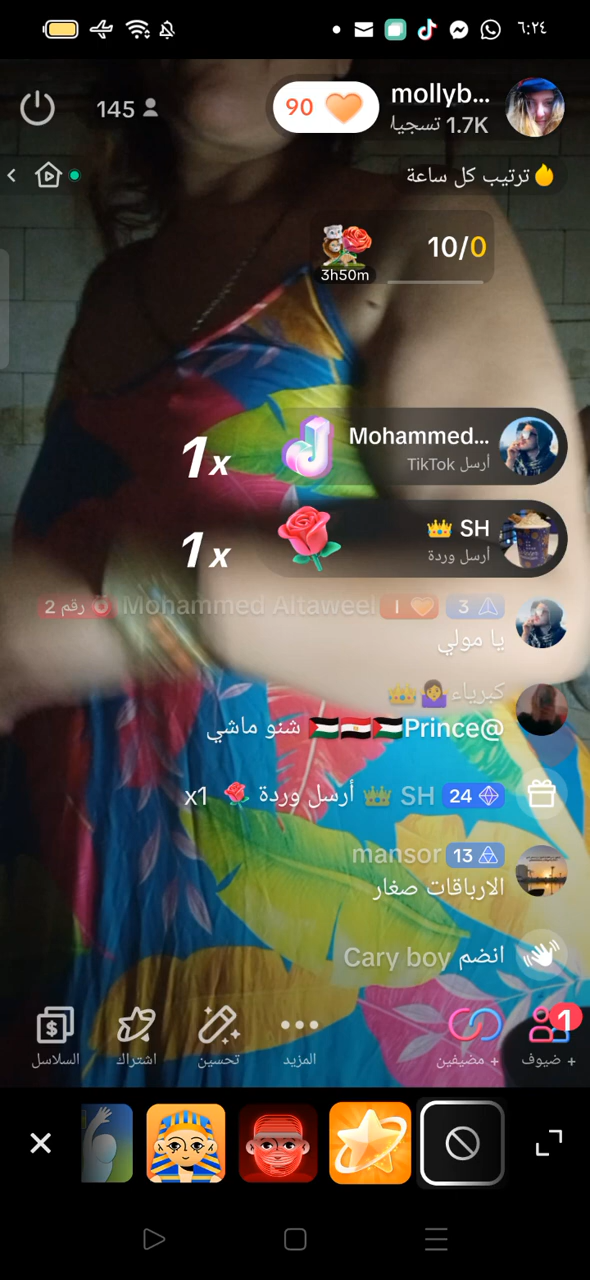 ٦:٢٤
mollyb...
90
145
1.7K تسجيلا
ترتيب كل ساعة
10/0
3h50m
Mohammed...
أرسل TikTok
1x
SH
أرسل وردة
1x
3 I Mohammed Altaweel رقم 2
يا مولي
كبرياء
@Prince شنو ماشي
24 SH أرسل وردة x1
13 mansor
الارباقات صغار
Cary boy انضم
1
+ ضيوف
+ مضيفين
المزيد
تحسين
اشتراك
السلاسل